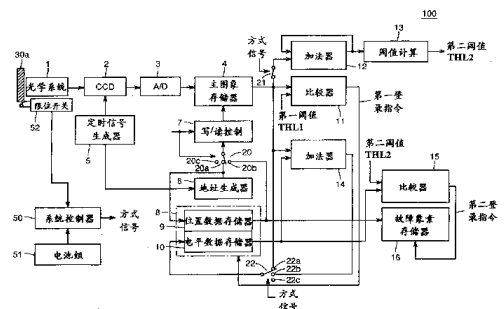 100
30a
1
光学系统
限位开关
52
2
CCD
3
A/D
4
主图象
存储器
5
定时信号
生成器
7
写/读控制
20
20c
20a
20b
6
地址生成器
8
9
位置数据存储器
10
电平数据存储器
方式
信号
21
加法器
12
13
阈值计算
第二阈值
THL2
比较器
11
第一阈值
THL1
第一登
录指令
加法器
14
第二阈值
THL2
15
比较器
第二登
录指令
故障象素
存储器
16
22
22a
22b
22c
方式
信号
50
系统控制器
方式
信号
51
电池组